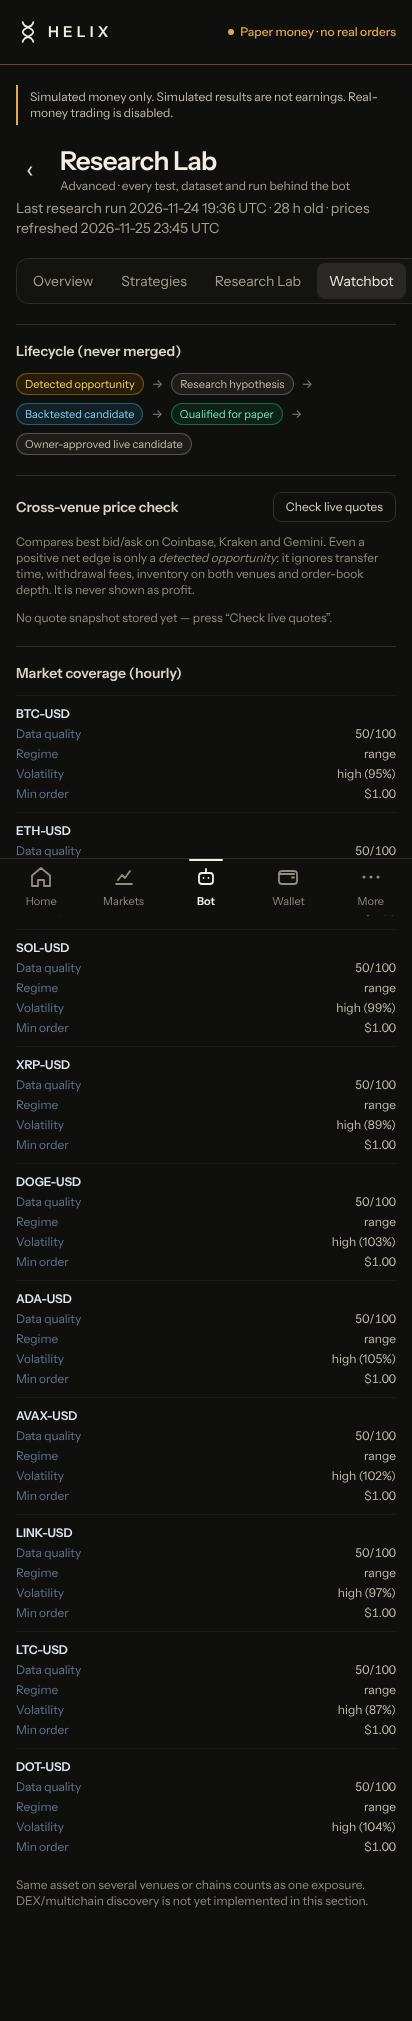 HELIX
Paper money · no real orders
Simulated money only. Simulated results are not earnings. Real-
money trading is disabled.
Research Lab
Advanced · every test, dataset and run behind the bot
Last research run 2026-11-24 19:36 UTC · 28 h old · prices
refreshed 2026-11-25 23:45 UTC
Overview Strategies Research Lab Watchbot
Lifecycle (never merged)
Detected opportunity → Research hypothesis →
Backtested candidate → Qualified for paper →
Owner-approved live candidate
Cross-venue price check
Check live quotes
Compares best bid/ask on Coinbase, Kraken and Gemini. Even a
positive net edge is only a detected opportunity: it ignores transfer
time, withdrawal fees, inventory on both venues and order-book
depth. It is never shown as profit.
No quote snapshot stored yet — press “Check live quotes”.
Market coverage (hourly)
BTC-USD
Data quality 50/100
Regime range
Volatility high (95%)
Min order $1.00
ETH-USD
Data quality 50/100
Home Markets Bot Wallet More
SOL-USD
Data quality 50/100
Regime range
Volatility high (99%)
Min order $1.00
XRP-USD
Data quality 50/100
Regime range
Volatility high (89%)
Min order $1.00
DOGE-USD
Data quality 50/100
Regime range
Volatility high (103%)
Min order $1.00
ADA-USD
Data quality 50/100
Regime range
Volatility high (105%)
Min order $1.00
AVAX-USD
Data quality 50/100
Regime range
Volatility high (102%)
Min order $1.00
LINK-USD
Data quality 50/100
Regime range
Volatility high (97%)
Min order $1.00
LTC-USD
Data quality 50/100
Regime range
Volatility high (87%)
Min order $1.00
DOT-USD
Data quality 50/100
Regime range
Volatility high (104%)
Min order $1.00
Same asset on several venues or chains counts as one exposure.
DEX/multichain discovery is not yet implemented in this section.